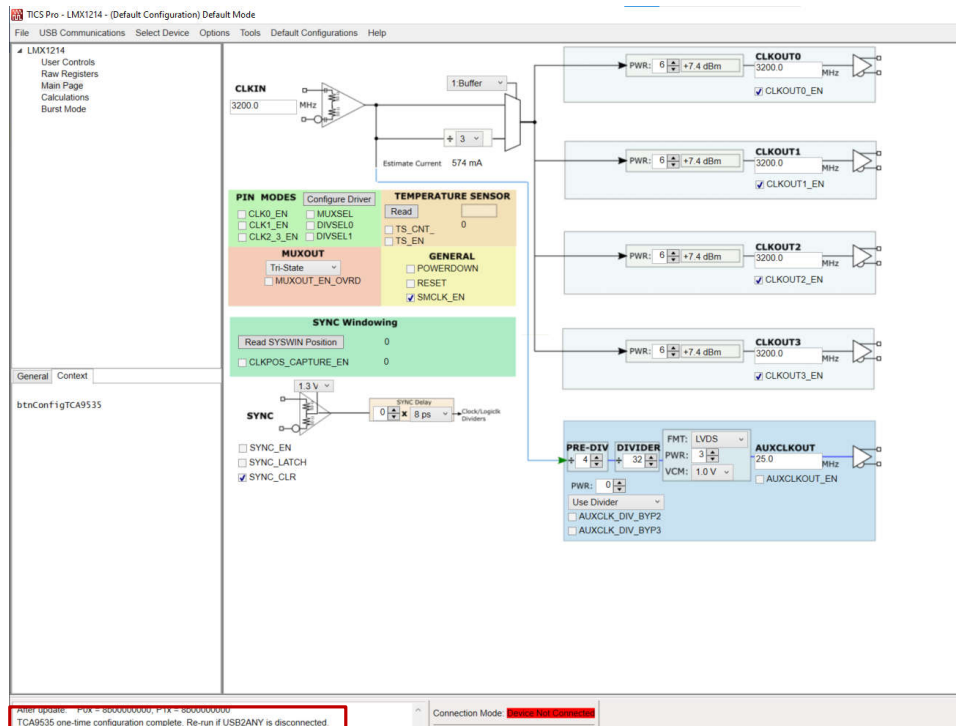 TICS Pro - LMX1214 - (Default Configuration) Default Mode
File USB Communications Select Device Options Tools Default Configurations Help
LMX1214
User Controls
Raw Registers
Main Page
Calculations
Burst Mode
General Context
btnConfigTCA9535
CLKIN
3200.0 MHz
1:Buffer
÷ 3
Estimate Current 574 mA
PIN MODES Configure Driver
CLK0_EN MUXSEL
CLK1_EN DIVSEL0
CLK2_3_EN DIVSEL1
TEMPERATURE SENSOR
Read
TS_CNT_ 0
TS_EN
MUXOUT
Tri-State
MUXOUT_EN_OVRD
GENERAL
POWERDOWN
RESET
SMCLK_EN
SYNC Windowing
Read SYSWIN Position 0
CLKPOS_CAPTURE_EN 0
1.3 V
SYNC
SYNC Delay
0 x 8 ps
Dividers
SYNC_EN
SYNC_LATCH
SYNC_CLR
CLKOUT0
PWR: 6 +7.4 dBm 3200.0 MHz
CLKOUT0_EN
CLKOUT1
PWR: 6 +7.4 dBm 3200.0 MHz
CLKOUT1_EN
CLKOUT2
PWR: 6 +7.4 dBm 3200.0 MHz
CLKOUT2_EN
CLKOUT3
PWR: 6 +7.4 dBm 3200.0 MHz
CLKOUT3_EN
PRE-DIV DIVIDER
÷ 4 ÷ 32
FMT: LVDS
PWR: 3
VCM: 1.0 V
AUXCLKOUT
25.0 MHz
AUXCLKOUT_EN
PWR: 0
Use Divider
AUXCLK_DIV_BYP2
AUXCLK_DIV_BYP3
After update: P0x = 8b00000000, P1x = 8b00000000
TCA9535 one-time configuration complete. Re-run if USB2ANY is disconnected.
Connection Mode: Device Not Connected